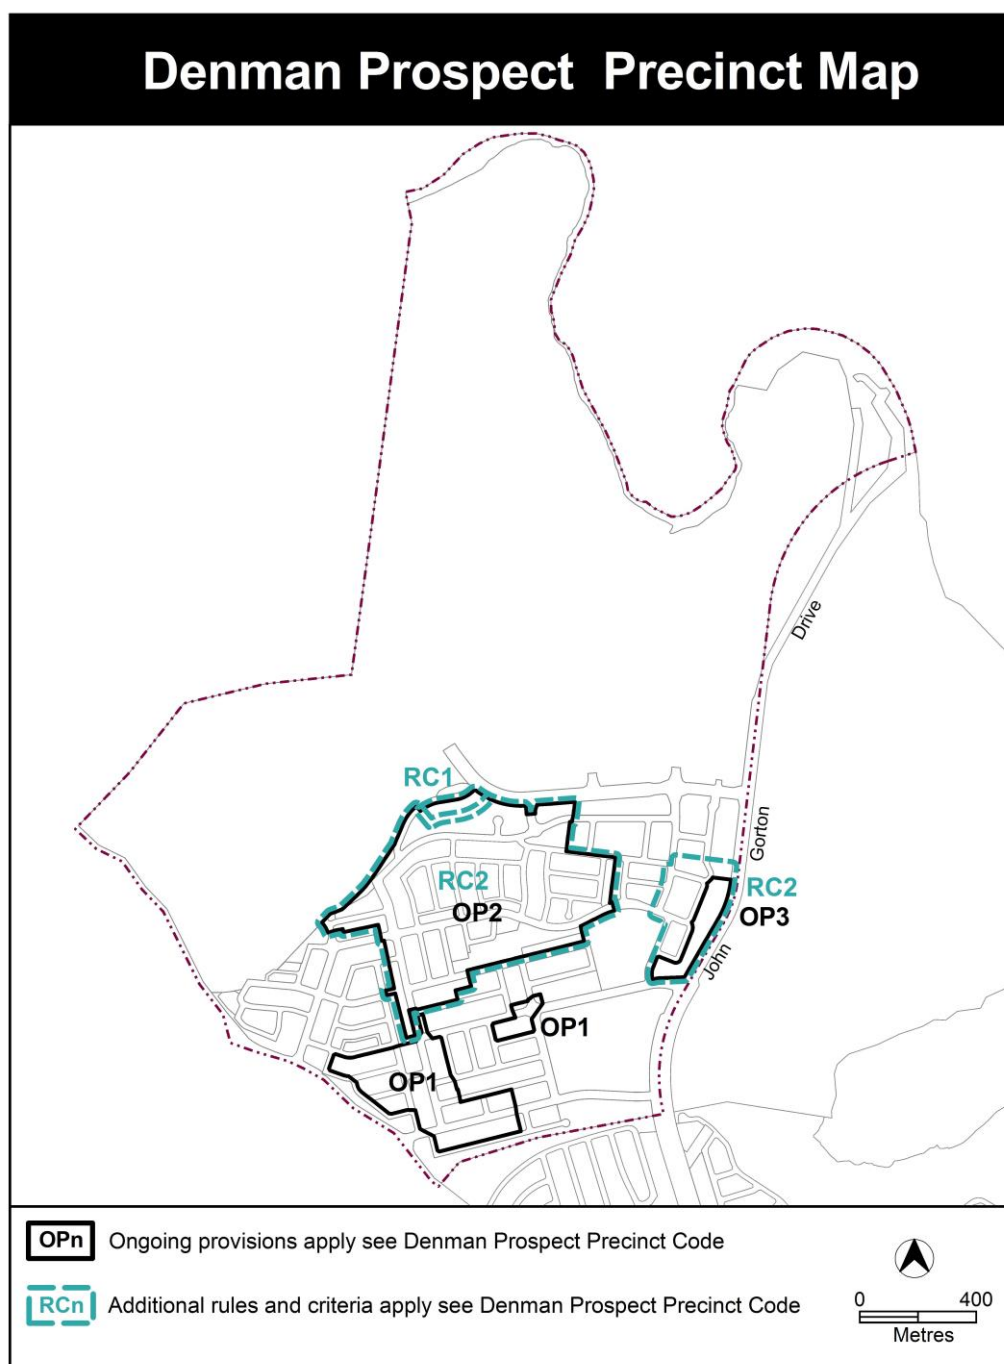 Denman Prospect Precinct Map
Drive
RC1
Gorton
RC2
RC2
OP2
OP3
John
OP1
OP1
OPn Ongoing provisions apply see Denman Prospect Precinct Code
RCn Additional rules and criteria apply see Denman Prospect Precinct Code
0 400
Metres